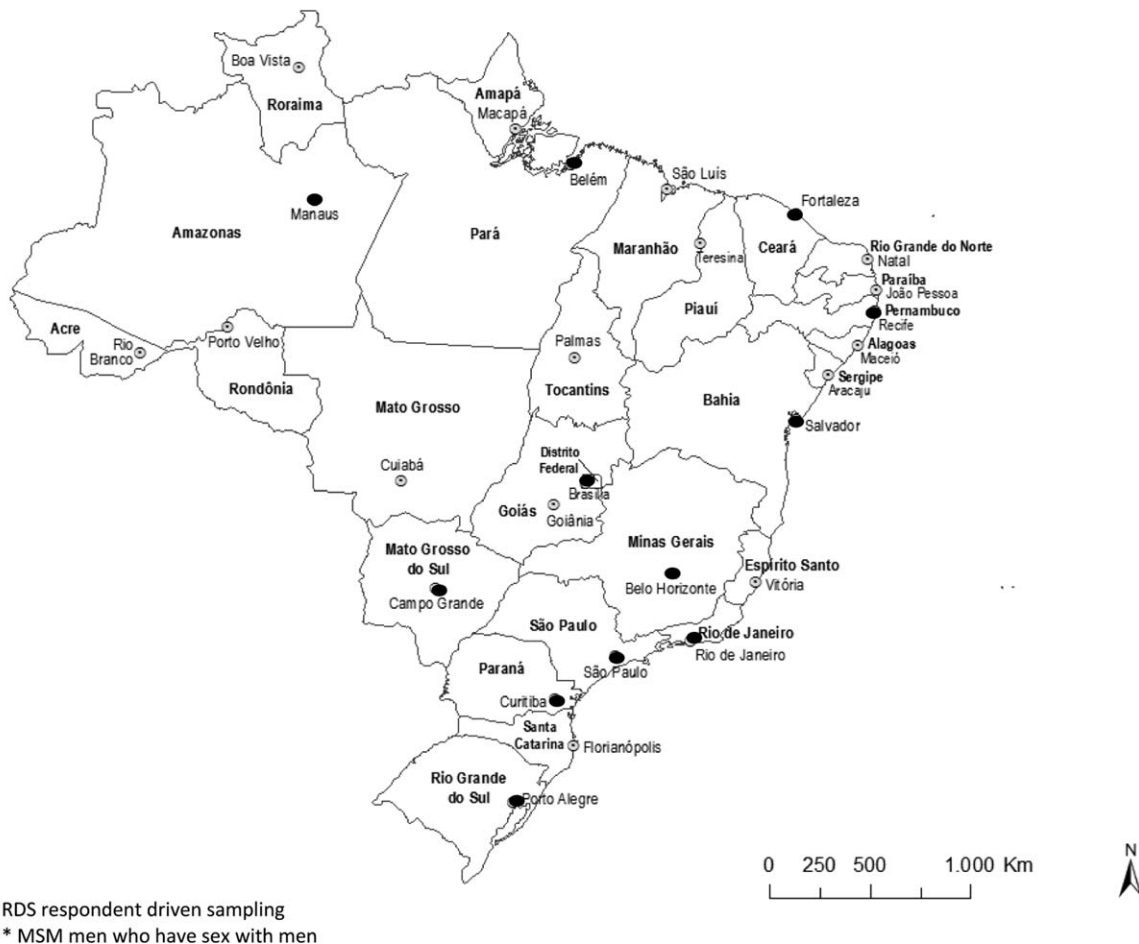 Boa Vista
Roraima
Amapá
Macapá
Belém
São Luís
Fortaleza
Manaus
Amazonas
Pará
Maranhão
Teresina
Ceará
Rio Grande do Norte
Natal
Paraíba
João Pessoa
Piauí
Pernambuco
Recife
Acre
Rio
Branco
Porto Velho
Palmas
Alagoas
Maceió
Rondônia
Tocantins
Sergipe
Aracaju
Mato Grosso
Bahia
Salvador
Cuiabá
Distrito
Federal
Brasília
Goiás
Goiânia
Minas Gerais
Mato Grosso
do Sul
Espírito Santo
Vitória
Belo Horizonte
Campo Grande
São Paulo
Rio de Janeiro
Rio de Janeiro
Paraná
São Paulo
Curitiba
Santa
Catarina
Florianópolis
Rio Grande
do Sul
Porto Alegre
0 250 500 1.000 Km
N
RDS respondent driven sampling
* MSM men who have sex with men